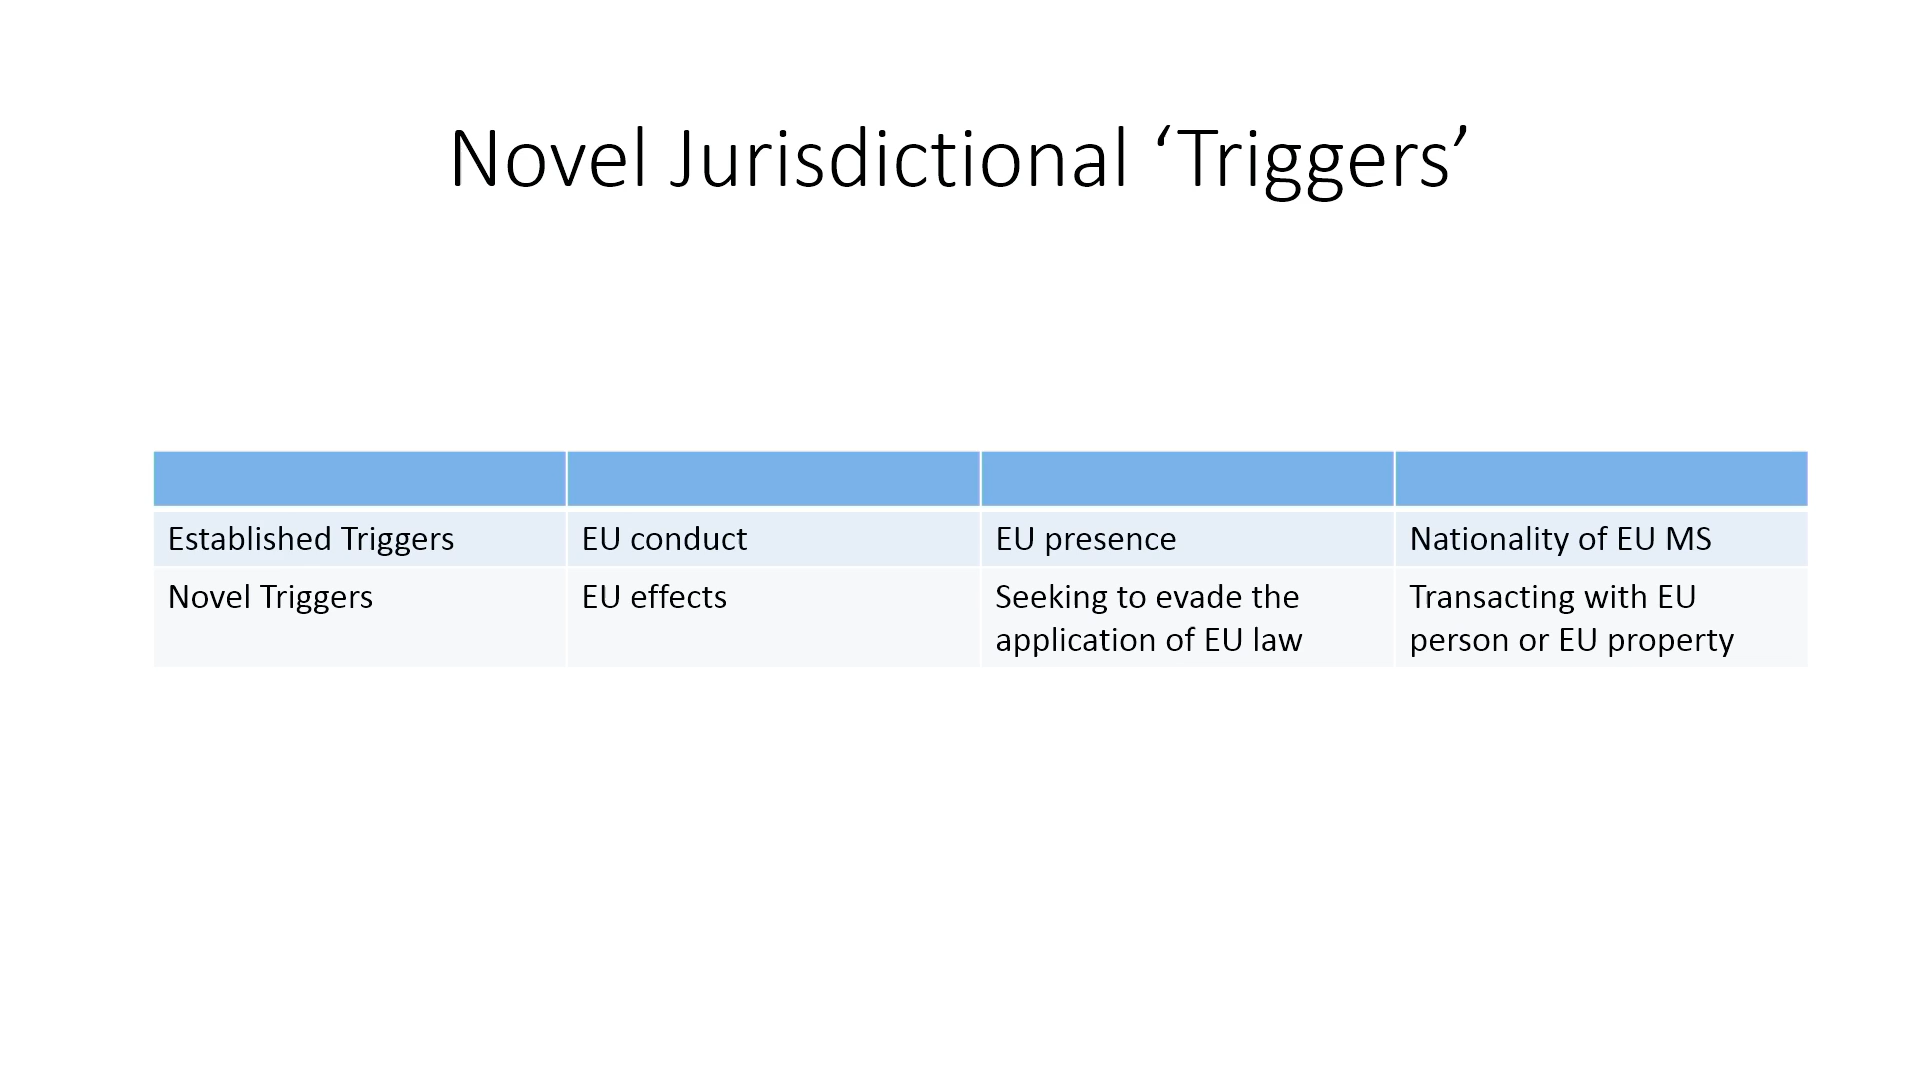 Novel Jurisdictional ‘Triggers’
Established Triggers EU conduct EU presence Nationality of EU MS
Novel Triggers EU effects Seeking to evade the application of EU law Transacting with EU person or EU property